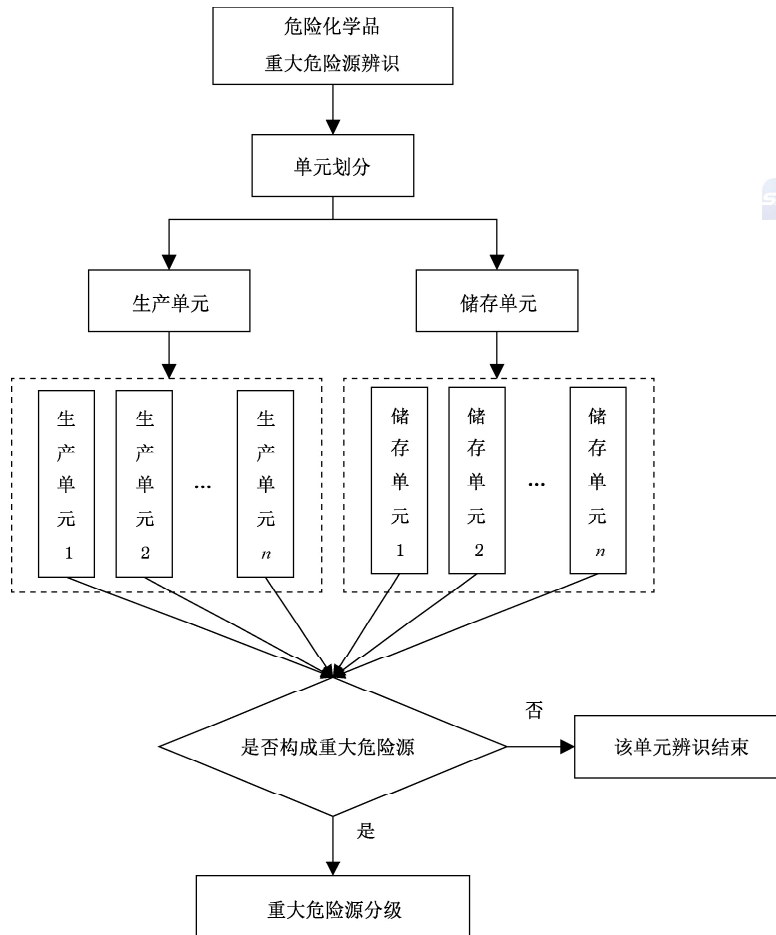 危险化学品
重大危险源辨识
单元划分
生产单元
储存单元
生产单元1
生产单元2
…
生产单元n
储存单元1
储存单元2
…
储存单元n
是否构成重大危险源
否
该单元辨识结束
是
重大危险源分级